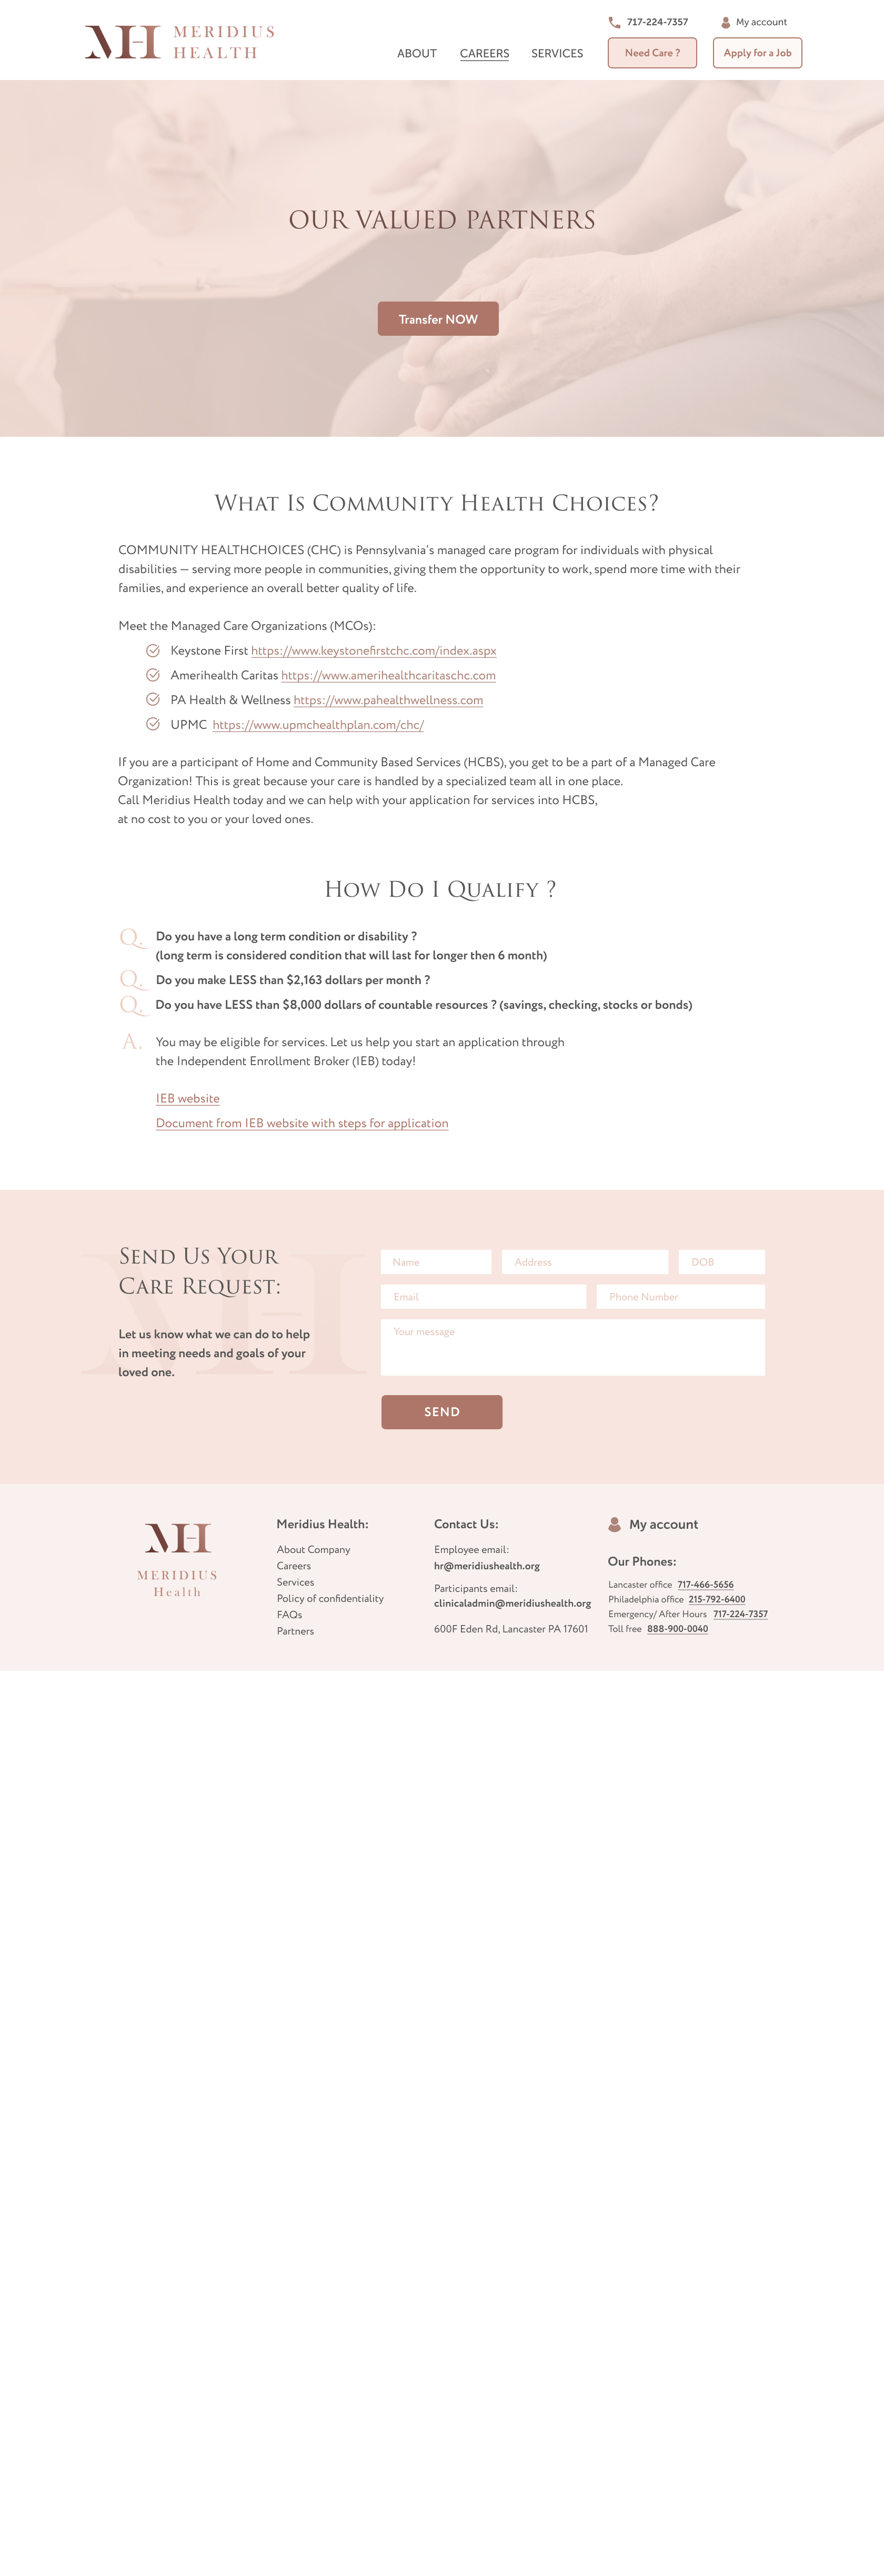 717-224-7357 My account
MERIDIUS
HEALTH
ABOUT CAREERS SERVICES Need Care ? Apply for a Job
OUR VALUED PARTNERS
Transfer NOW
What Is Community Health Choices?
COMMUNITY HEALTHCHOICES (CHC) is Pennsylvania's managed care program for individuals with physical
disabilities — serving more people in communities, giving them the opportunity to work, spend more time with their
families, and experience an overall better quality of life.
Meet the Managed Care Organizations (MCOs):
Keystone First https://www.keystonefirstchc.com/index.aspx
Amerihealth Caritas https://www.amerihealthcaritaschc.com
PA Health & Wellness https://www.pahealthwellness.com
UPMC https://www.upmchealthplan.com/chc/
If you are a participant of Home and Community Based Services (HCBS), you get to be a part of a Managed Care
Organization! This is great because your care is handled by a specialized team all in one place.
Call Meridius Health today and we can help with your application for services into HCBS,
at no cost to you or your loved ones.
How Do I Qualify ?
Q. Do you have a long term condition or disability ?
(long term is considered condition that will last for longer then 6 month)
Q. Do you make LESS than $2,163 dollars per month ?
Q. Do you have LESS than $8,000 dollars of countable resources ? (savings, checking, stocks or bonds)
A. You may be eligible for services. Let us help you start an application through
the Independent Enrollment Broker (IEB) today!
IEB website
Document from IEB website with steps for application
Send Us Your
Care Request:
Let us know what we can do to help
in meeting needs and goals of your
loved one.
Name Address DOB
Email Phone Number
Your message
SEND
MH
MERIDIUS
Health
Meridius Health:
About Company
Careers
Services
Policy of confidentiality
FAQs
Partners
Contact Us:
Employee email:
hr@meridiushealth.org
Participants email:
clinicaladmin@meridiushealth.org
600F Eden Rd, Lancaster PA 17601
My account
Our Phones:
Lancaster office 717-466-5656
Philadelphia office 215-792-6400
Emergency/ After Hours 717-224-7357
Toll free 888-900-0040